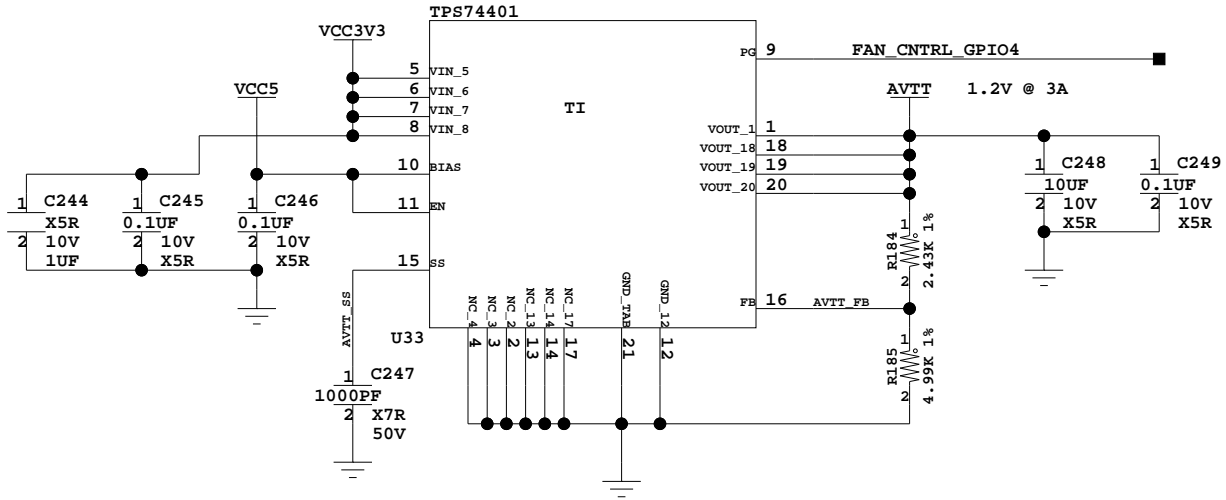 TPS74401
VCC3V3
VCC5
5 VIN_5
6 VIN_6
7 VIN_7
8 VIN_8
10 BIAS
11 EN
15 SS
TI
PG 9 FAN_CNTRL_GPIO4
AVTT 1.2V @ 3A
VOUT_1 1
VOUT_18 18
VOUT_19 19
VOUT_20 20
FB 16 AVTT_FB
1 C244
X5R
2 10V
1UF
1 C245
0.1UF
2 10V
X5R
1 C246
0.1UF
2 10V
X5R
1 C248
10UF
2 10V
X5R
1 C249
0.1UF
2 10V
X5R
1
R184
2.43K 1%
2
1
R185
4.99K 1%
2
AVTT_SS
U33
1 C247
1000PF
2 X7R
50V
NC_4 4
NC_3 3
NC_2 2
NC_13 13
NC_14 14
NC_17 17
GND_TAB 21
GND_12 12